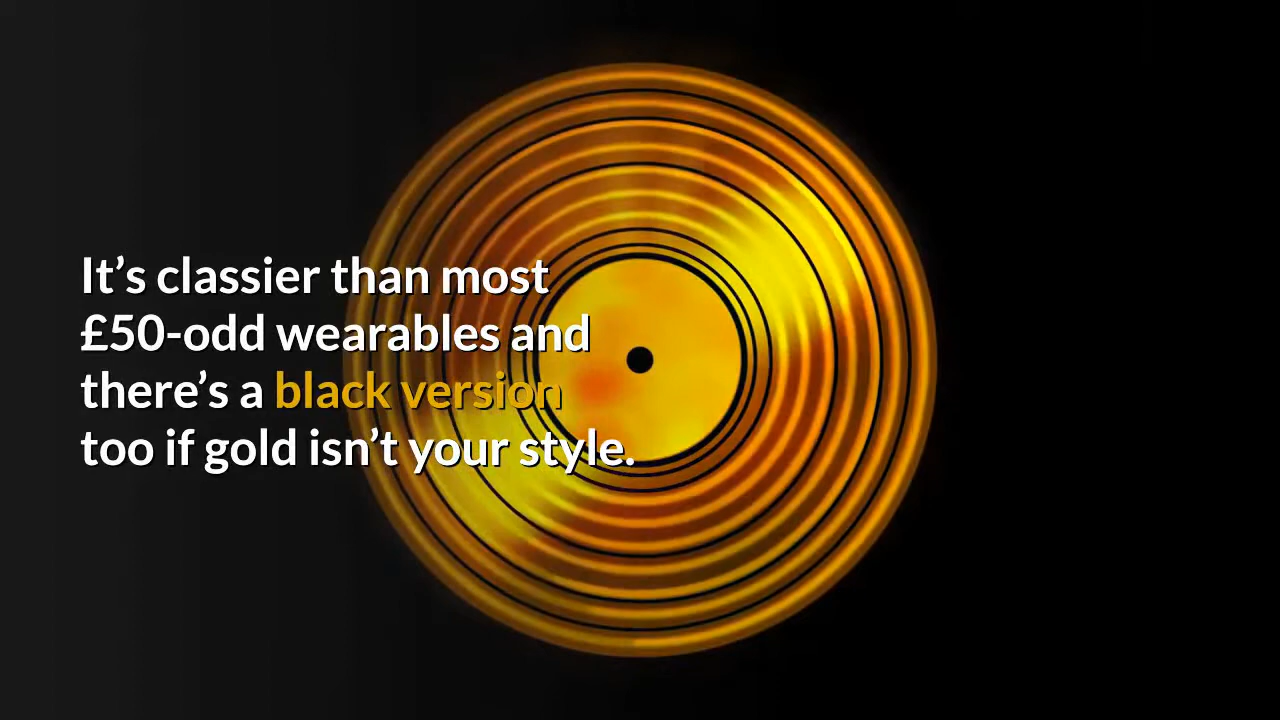 It’s classier than most
£50-odd wearables and
there’s a black version
too if gold isn’t your style.